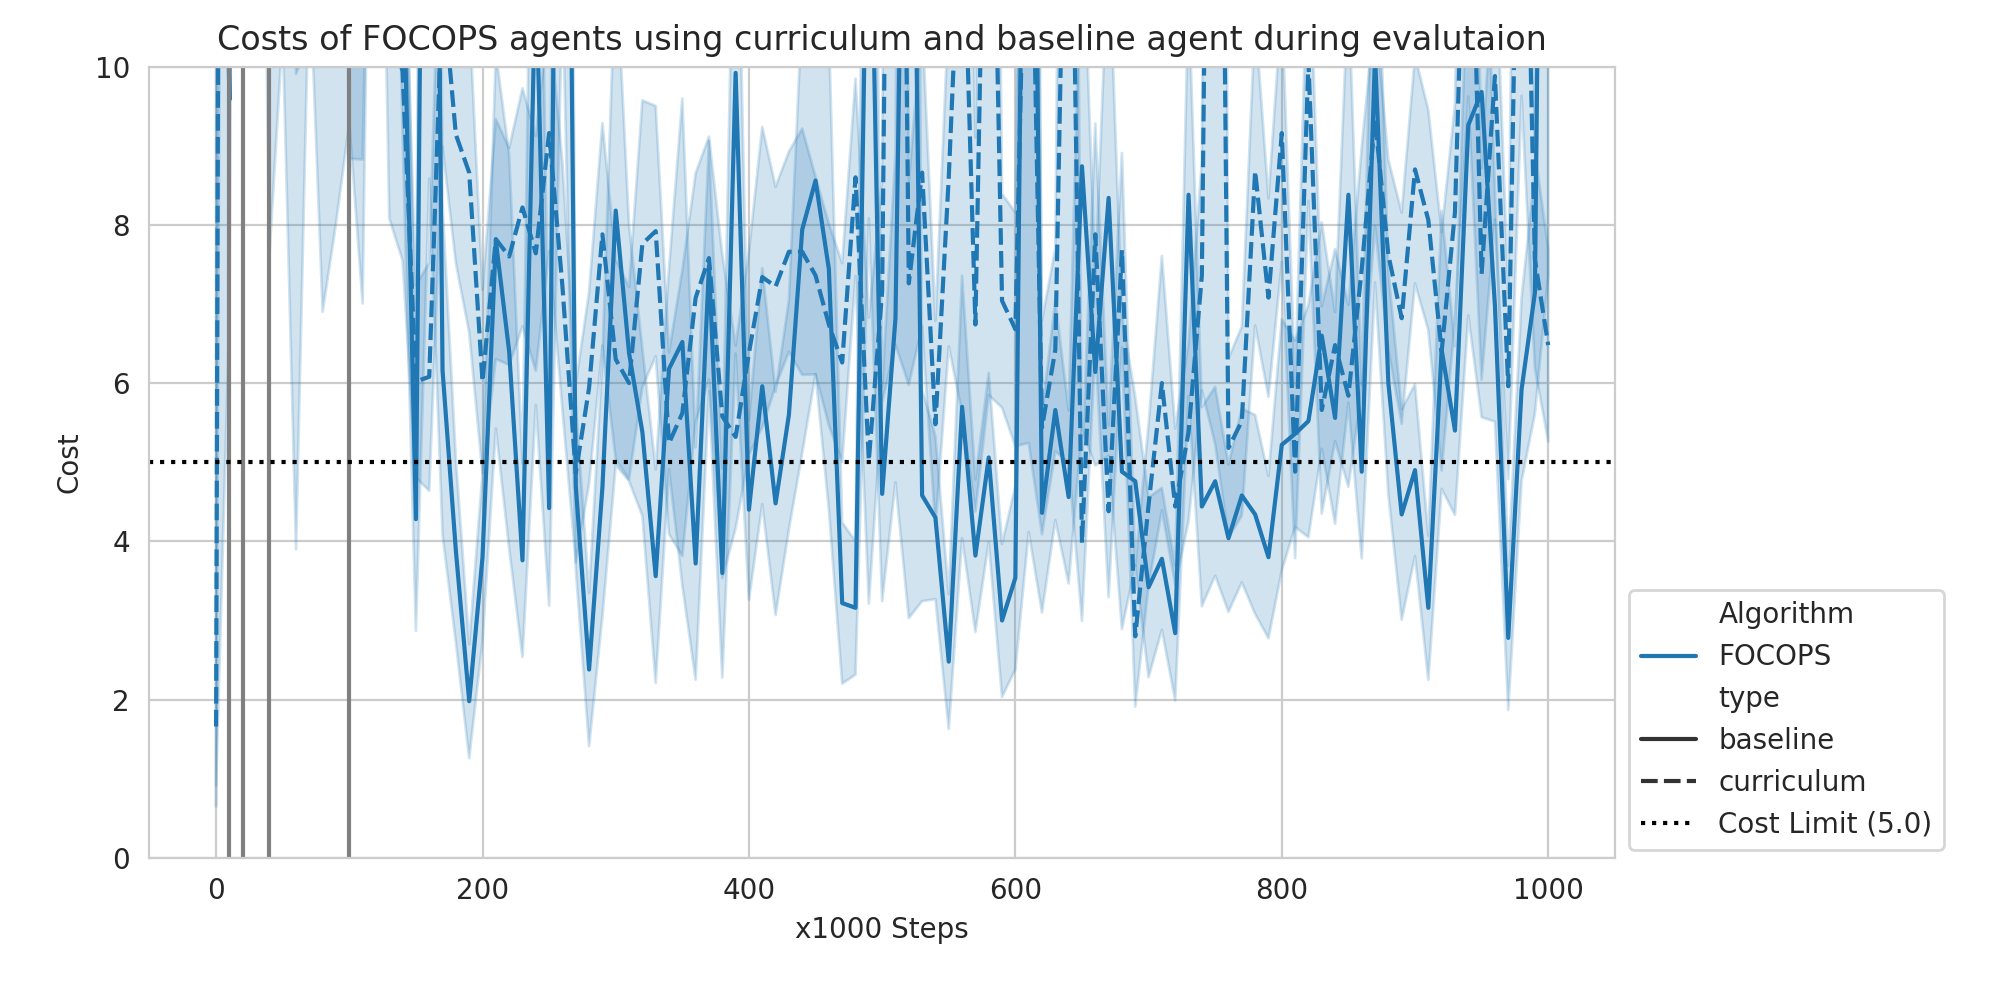 Costs of FOCOPS agents using curriculum and baseline agent during evalutaion
10
8
6
4
2
0
Cost
0 200 400 600 800 1000
x1000 Steps
Algorithm
FOCOPS
type
baseline
curriculum
Cost Limit (5.0)